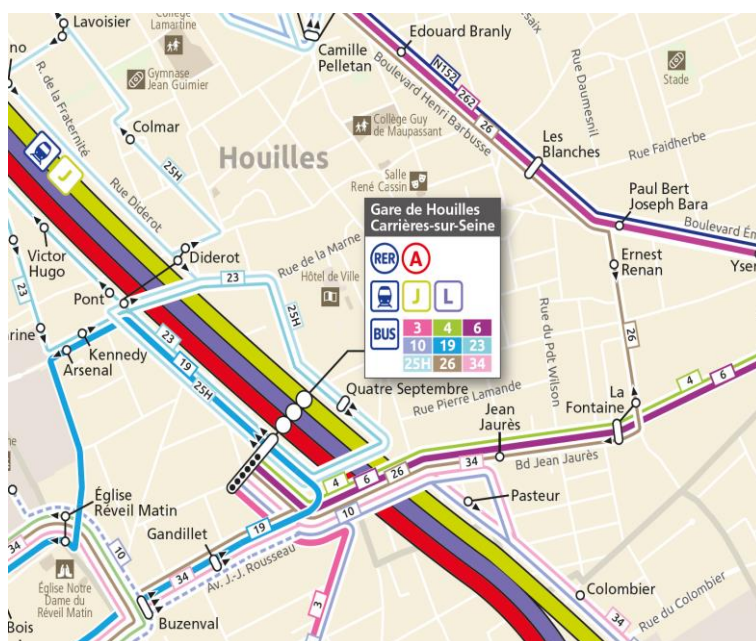 Lavoisier
Collège
Lamartine
Gymnase
Jean Guimier
R. de la Fraternité
Colmar
25H
Houilles
J
Rue Diderot
Camille
Pelletan
Edouard Branly
N152
262
26
Boulevard Henri Barbusse
Collège Guy
de Maupassant
Salle
René Cassin
Rue Daumesnil
Stade
Les
Blanches
Rue Faidherbe
Paul Bert
Joseph Bara
Ernest
Renan
26
Gare de Houilles
Carrières-sur-Seine
RER A
J L
BUS 3 4 6
10 19 23
25H 26 34
Victor
Hugo
Diderot
Rue de la Marne
Hôtel de Ville
23
25H
Pont
23
Kennedy
Arsenal
23
19
25H
Quatre Septembre
Rue Pierre Lamande
Rue du Pdt Wilson
Jean
Jaurès
La
Fontaine
4
6
Bd Jean Jaurès
34
4
6
26
10
Pasteur
Église
Réveil Matin
Gandillet
19
34
10
34
Av. J.-J. Rousseau
Église Notre
Dame du
Réveil Matin
Buzenval
3
Colombier
34
Rue du Colombier
Bois